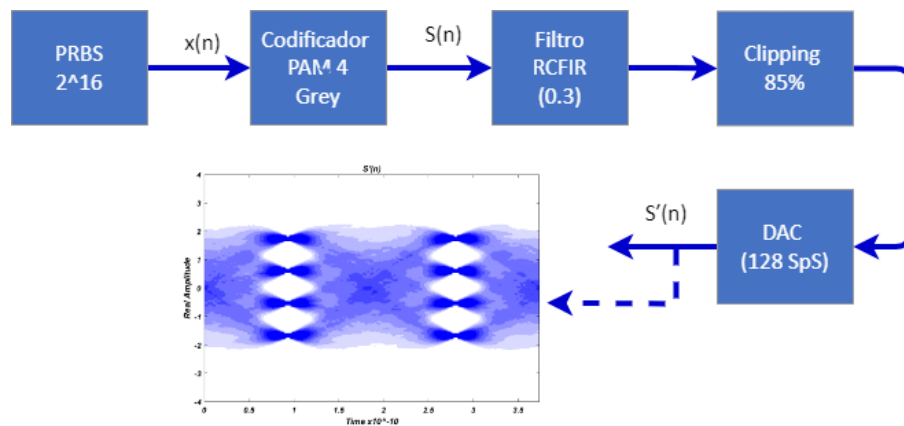 PRBS
2^16
x(n)
Codificador
PAM 4
Grey
S(n)
Filtro
RCFIR
(0.3)
Clipping
85%
S'(n)
DAC
(128 SpS)
S'(n)
Real Amplitude
4
3
2
1
0
-1
-2
-3
-4
0
0.5
1
1.5
2
2.5
3
3.5
Time x10^-10